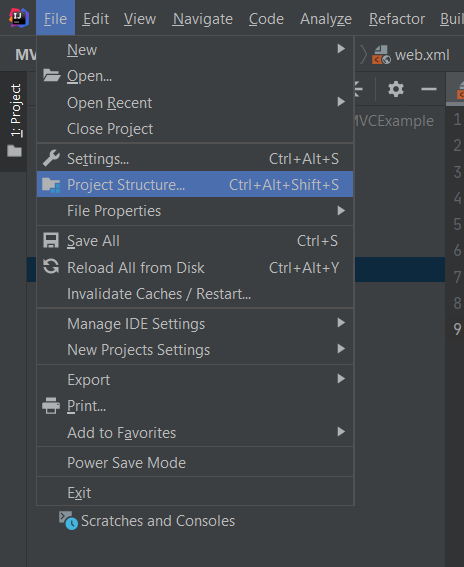 File Edit View Navigate Code Analyze Refactor Bui
MV
web.xml
New
Open...
Open Recent
Close Project
Settings... Ctrl+Alt+S
Project Structure... Ctrl+Alt+Shift+S
File Properties
Save All Ctrl+S
Reload All from Disk Ctrl+Alt+Y
Invalidate Caches / Restart...
Manage IDE Settings
New Projects Settings
Export
Print...
Add to Favorites
Power Save Mode
Exit
Scratches and Consoles
1: Project
MVCExample
1
2
3
4
5
6
7
8
9